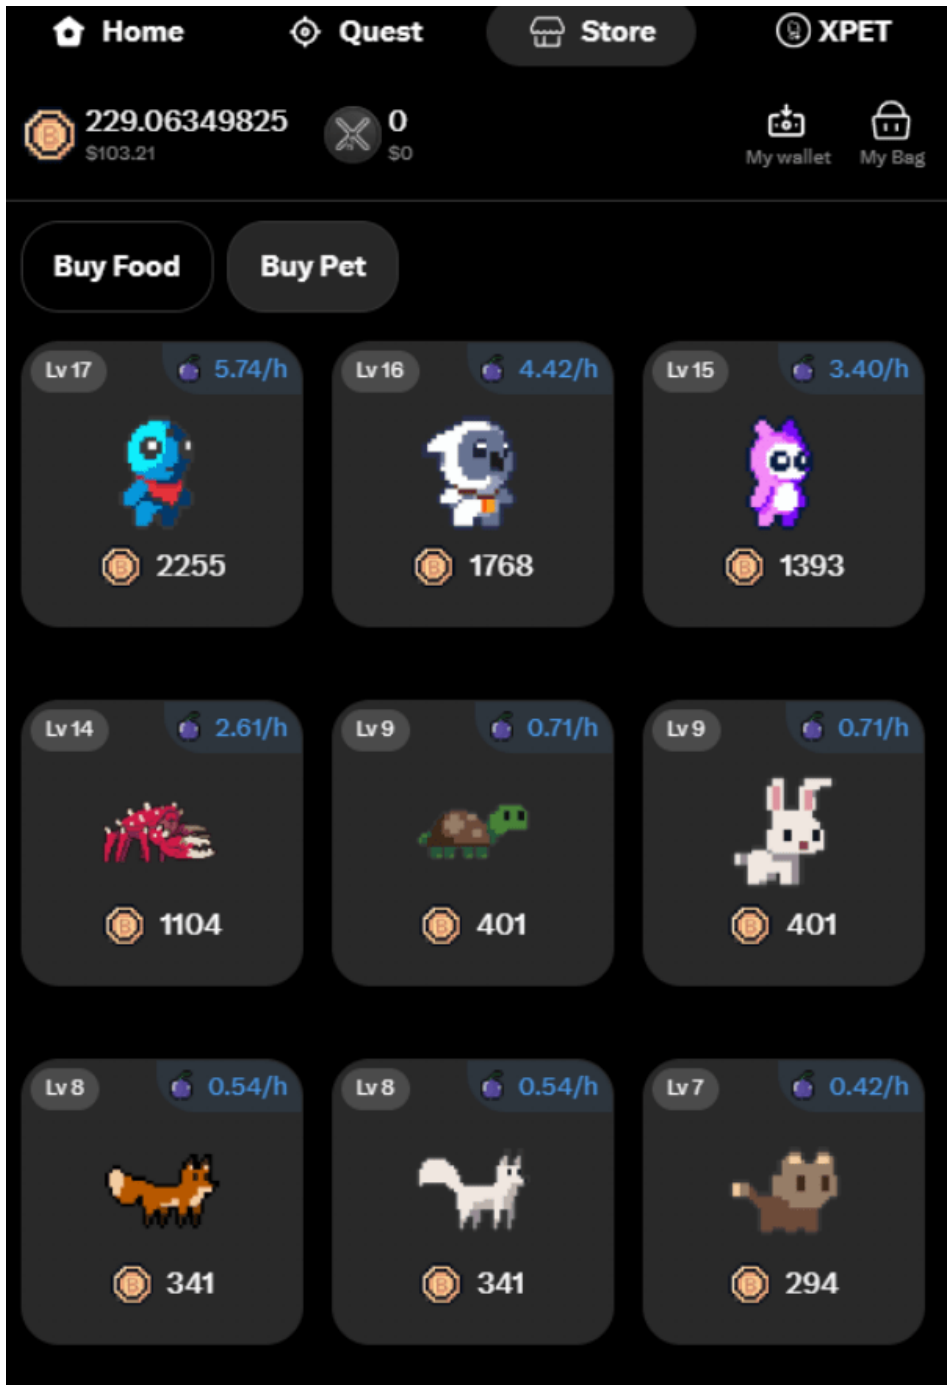 Home Quest Store XPET
229.06349825 0
$103.21 $0 My wallet My Bag
Buy Food Buy Pet
Lv 17 5.74/h Lv 16 4.42/h Lv 15 3.40/h
2255 1768 1393
Lv 14 2.61/h Lv 9 0.71/h Lv 9 0.71/h
1104 401 401
Lv 8 0.54/h Lv 8 0.54/h Lv 7 0.42/h
341 341 294